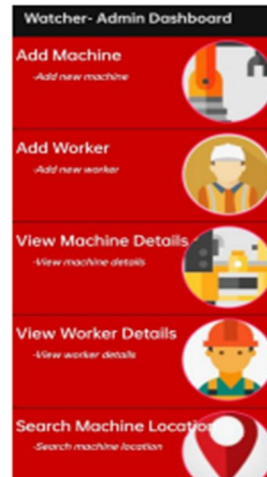 Watcher- Admin Dashboard
Add Machine
-Add new machine
Add Worker
-Add new worker
View Machine Details
-View machine details
View Worker Details
-View worker details
Search Machine Location
-Search machine location